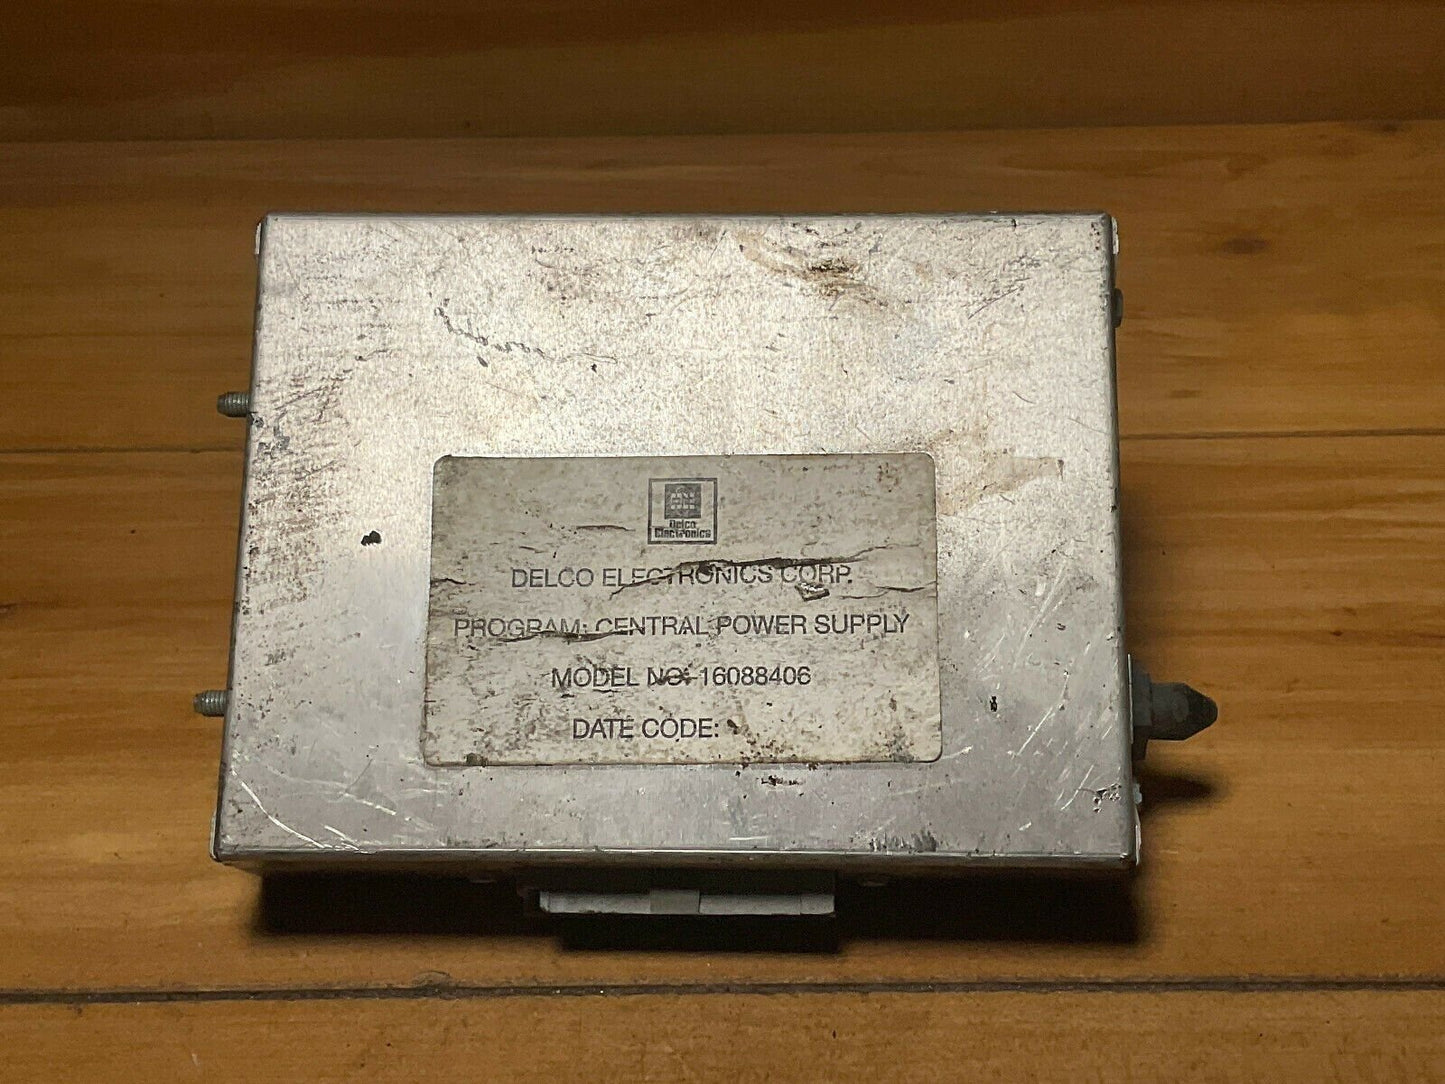 Delco
Electronics
DELCO ELECTRONICS CORP.
PROGRAM: CENTRAL POWER SUPPLY
MODEL NO: 16088406
DATE CODE: